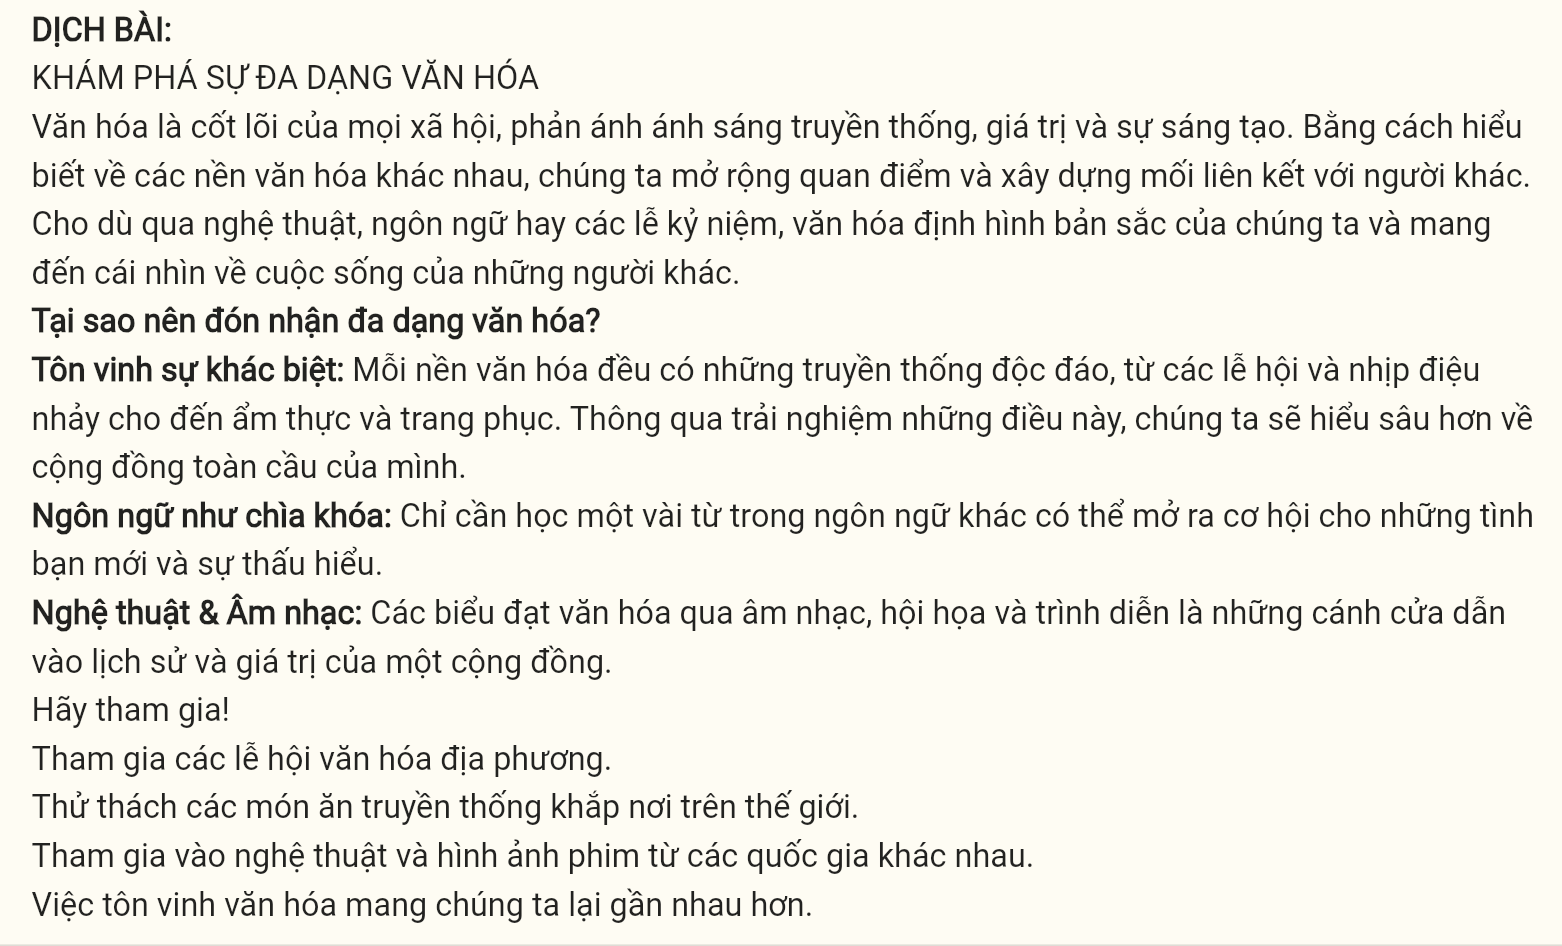 DỊCH BÀI:
KHÁM PHÁ SỰ ĐA DẠNG VĂN HÓA
Văn hóa là cốt lõi của mọi xã hội, phản ánh ánh sáng truyền thống, giá trị và sự sáng tạo. Bằng cách hiểu
biết về các nền văn hóa khác nhau, chúng ta mở rộng quan điểm và xây dựng mối liên kết với người khác.
Cho dù qua nghệ thuật, ngôn ngữ hay các lễ kỷ niệm, văn hóa định hình bản sắc của chúng ta và mang
đến cái nhìn về cuộc sống của những người khác.
Tại sao nên đón nhận đa dạng văn hóa?
Tôn vinh sự khác biệt: Mỗi nền văn hóa đều có những truyền thống độc đáo, từ các lễ hội và nhịp điệu
nhảy cho đến ẩm thực và trang phục. Thông qua trải nghiệm những điều này, chúng ta sẽ hiểu sâu hơn về
cộng đồng toàn cầu của mình.
Ngôn ngữ như chìa khóa: Chỉ cần học một vài từ trong ngôn ngữ khác có thể mở ra cơ hội cho những tình
bạn mới và sự thấu hiểu.
Nghệ thuật & Âm nhạc: Các biểu đạt văn hóa qua âm nhạc, hội họa và trình diễn là những cánh cửa dẫn
vào lịch sử và giá trị của một cộng đồng.
Hãy tham gia!
Tham gia các lễ hội văn hóa địa phương.
Thử thách các món ăn truyền thống khắp nơi trên thế giới.
Tham gia vào nghệ thuật và hình ảnh phim từ các quốc gia khác nhau.
Việc tôn vinh văn hóa mang chúng ta lại gần nhau hơn.